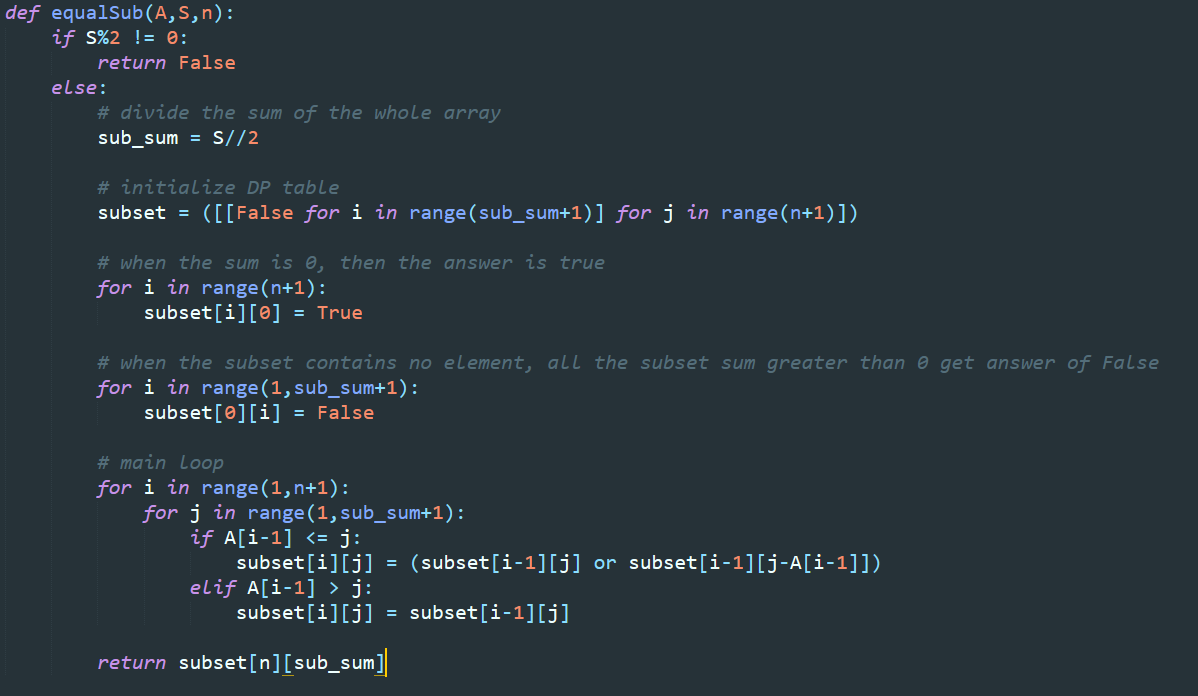 def equalSub(A,S,n):
    if S%2 != 0:
        return False
    else:
        # divide the sum of the whole array
        sub_sum = S//2

        # initialize DP table
        subset = ([[False for i in range(sub_sum+1)] for j in range(n+1)])

        # when the sum is 0, then the answer is true
        for i in range(n+1):
            subset[i][0] = True

        # when the subset contains no element, all the subset sum greater than 0 get answer of False
        for i in range(1,sub_sum+1):
            subset[0][i] = False

        # main loop
        for i in range(1,n+1):
            for j in range(1,sub_sum+1):
                if A[i-1] <= j:
                    subset[i][j] = (subset[i-1][j] or subset[i-1][j-A[i-1]])
                elif A[i-1] > j:
                    subset[i][j] = subset[i-1][j]

        return subset[n][sub_sum]